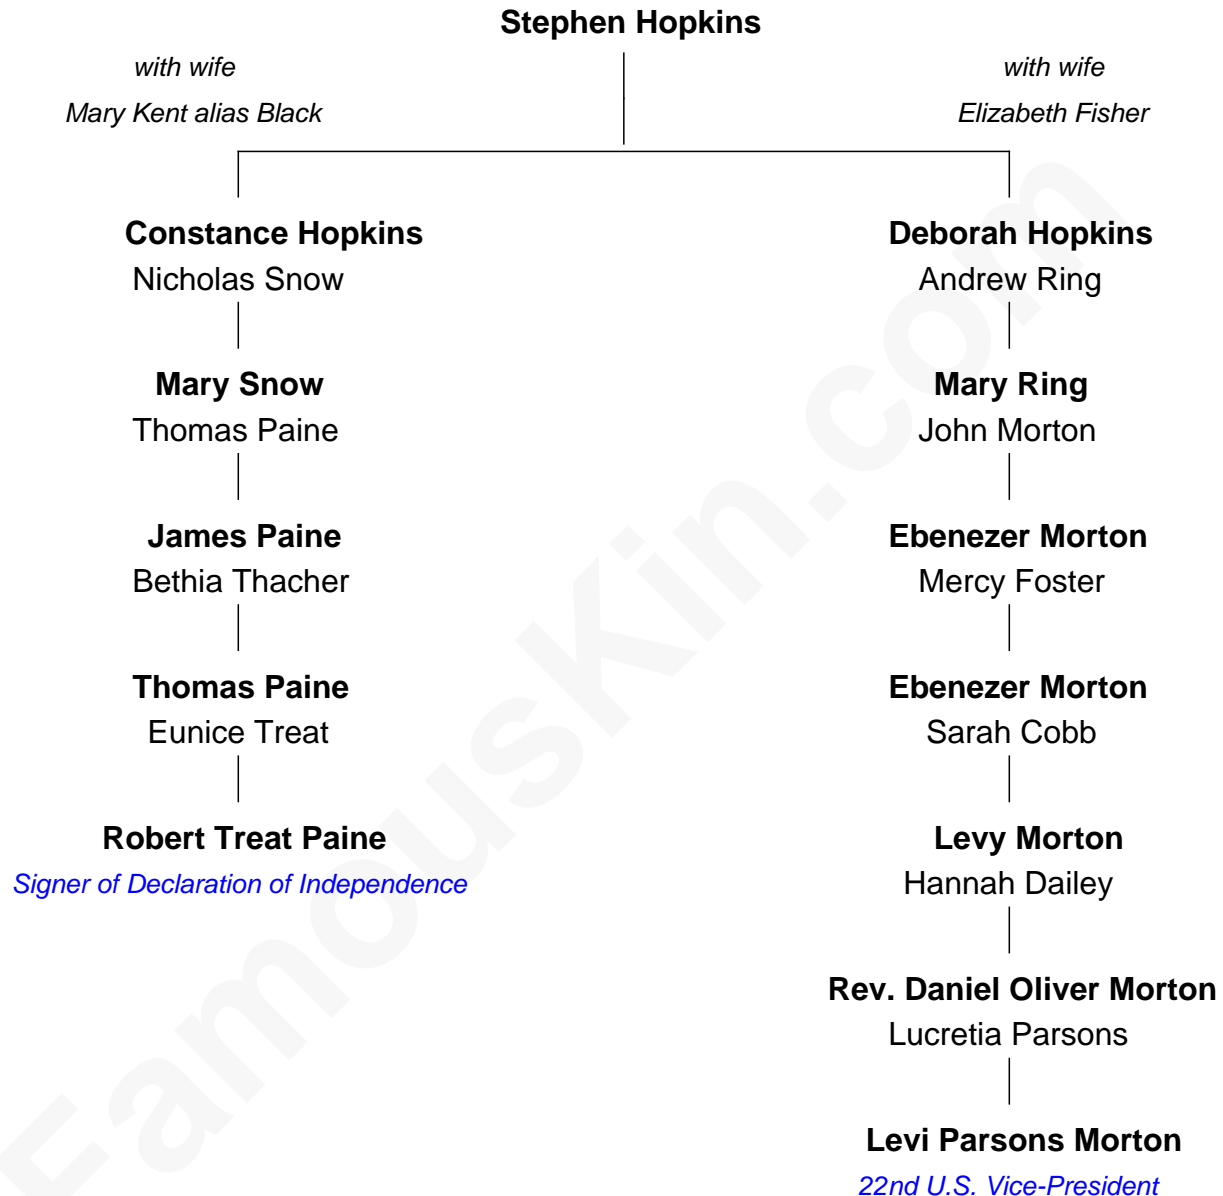 Stephen Hopkins
with wife
Mary Kent alias Black
with wife
Elizabeth Fisher
Constance Hopkins
Nicholas Snow
Deborah Hopkins
Andrew Ring
Mary Snow
Thomas Paine
Mary Ring
John Morton
James Paine
Bethia Thacher
Ebenezer Morton
Mercy Foster
Thomas Paine
Eunice Treat
Ebenezer Morton
Sarah Cobb
Robert Treat Paine
Signer of Declaration of Independence
Levy Morton
Hannah Dailey
Rev. Daniel Oliver Morton
Lucretia Parsons
Levi Parsons Morton
22nd U.S. Vice-President
FamousKin.com